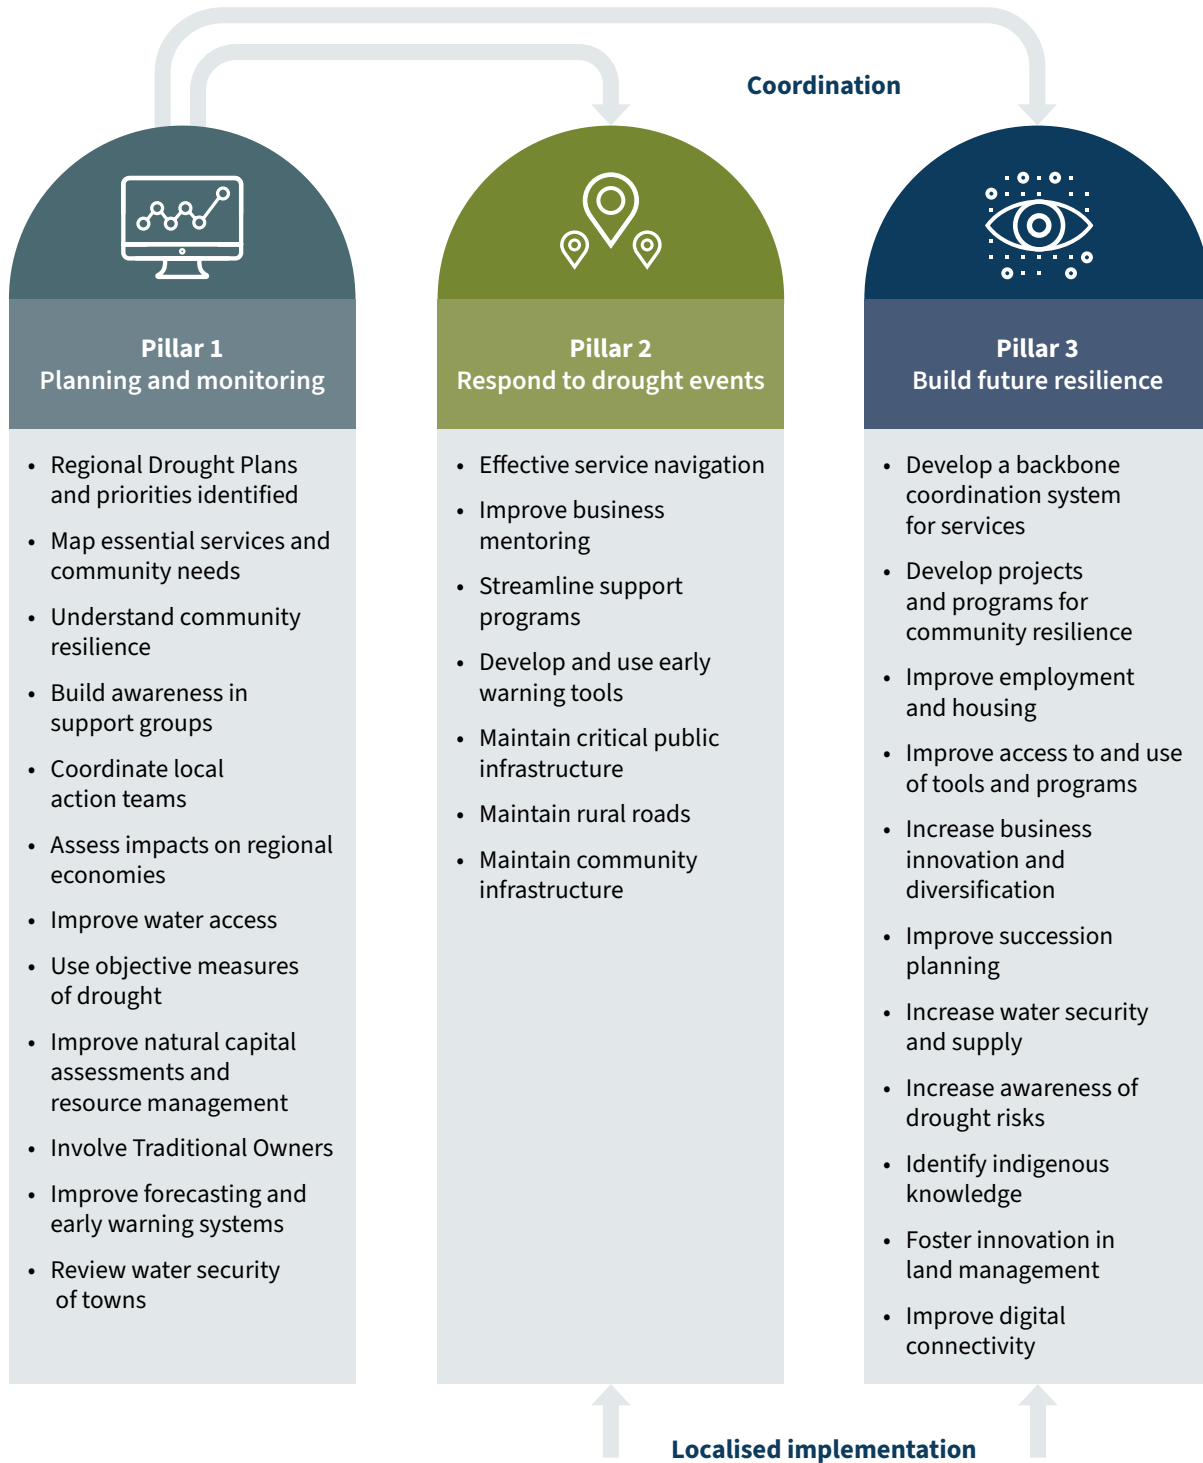 Coordination
Pillar 1
Planning and monitoring
• Regional Drought Plans
and priorities identified
• Map essential services and
community needs
• Understand community
resilience
• Build awareness in
support groups
• Coordinate local
action teams
• Assess impacts on regional
economies
• Improve water access
• Use objective measures
of drought
• Improve natural capital
assessments and
resource management
• Involve Traditional Owners
• Improve forecasting and
early warning systems
• Review water security
of towns
Pillar 2
Respond to drought events
• Effective service navigation
• Improve business
mentoring
• Streamline support
programs
• Develop and use early
warning tools
• Maintain critical public
infrastructure
• Maintain rural roads
• Maintain community
infrastructure
Pillar 3
Build future resilience
• Develop a backbone
coordination system
for services
• Develop projects
and programs for
community resilience
• Improve employment
and housing
• Improve access to and use
of tools and programs
• Increase business
innovation and
diversification
• Improve succession
planning
• Increase water security
and supply
• Increase awareness of
drought risks
• Identify indigenous
knowledge
• Foster innovation in
land management
• Improve digital
connectivity
Localised implementation